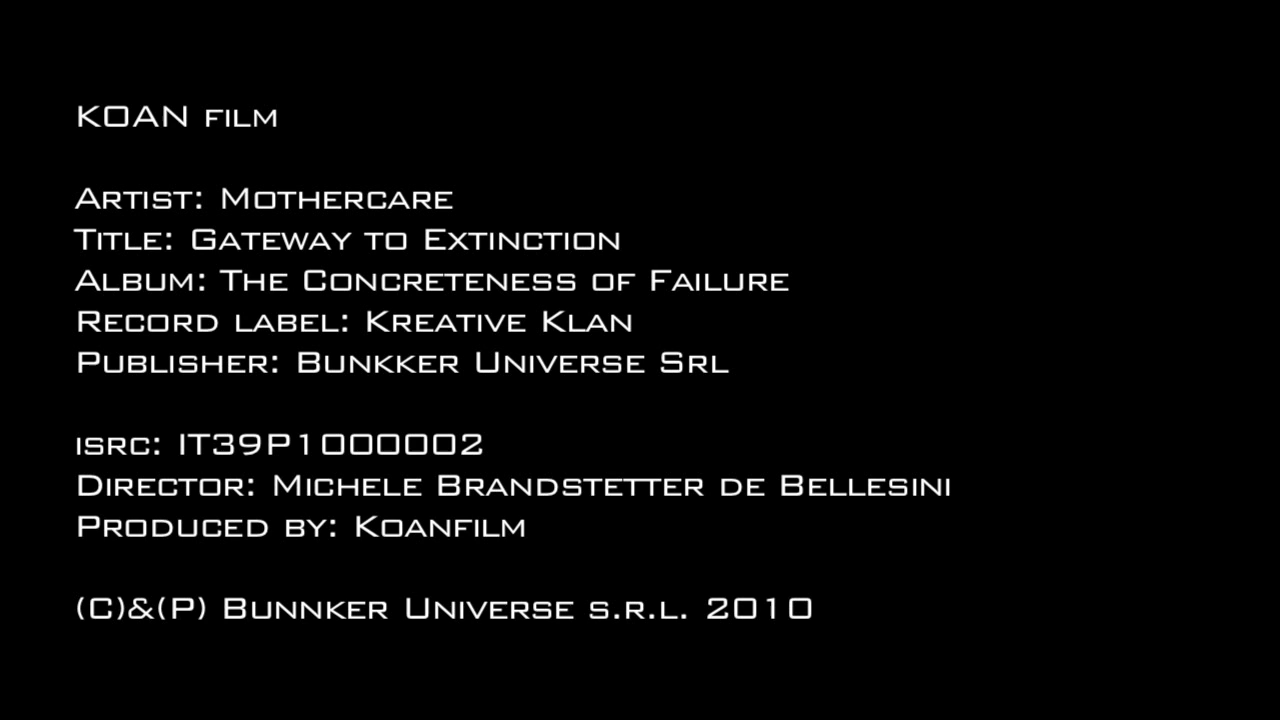 KOAN film
Artist: Mothercare
Title: Gateway to Extinction
Album: The Concreteness of Failure
Record label: Kreative Klan
Publisher: Bunkker Universe Srl
isrc: IT39P1000002
Director: Michele Brandstetter de Bellesini
Produced by: Koanfilm
(C)&(P) Bunnker Universe s.r.l. 2010